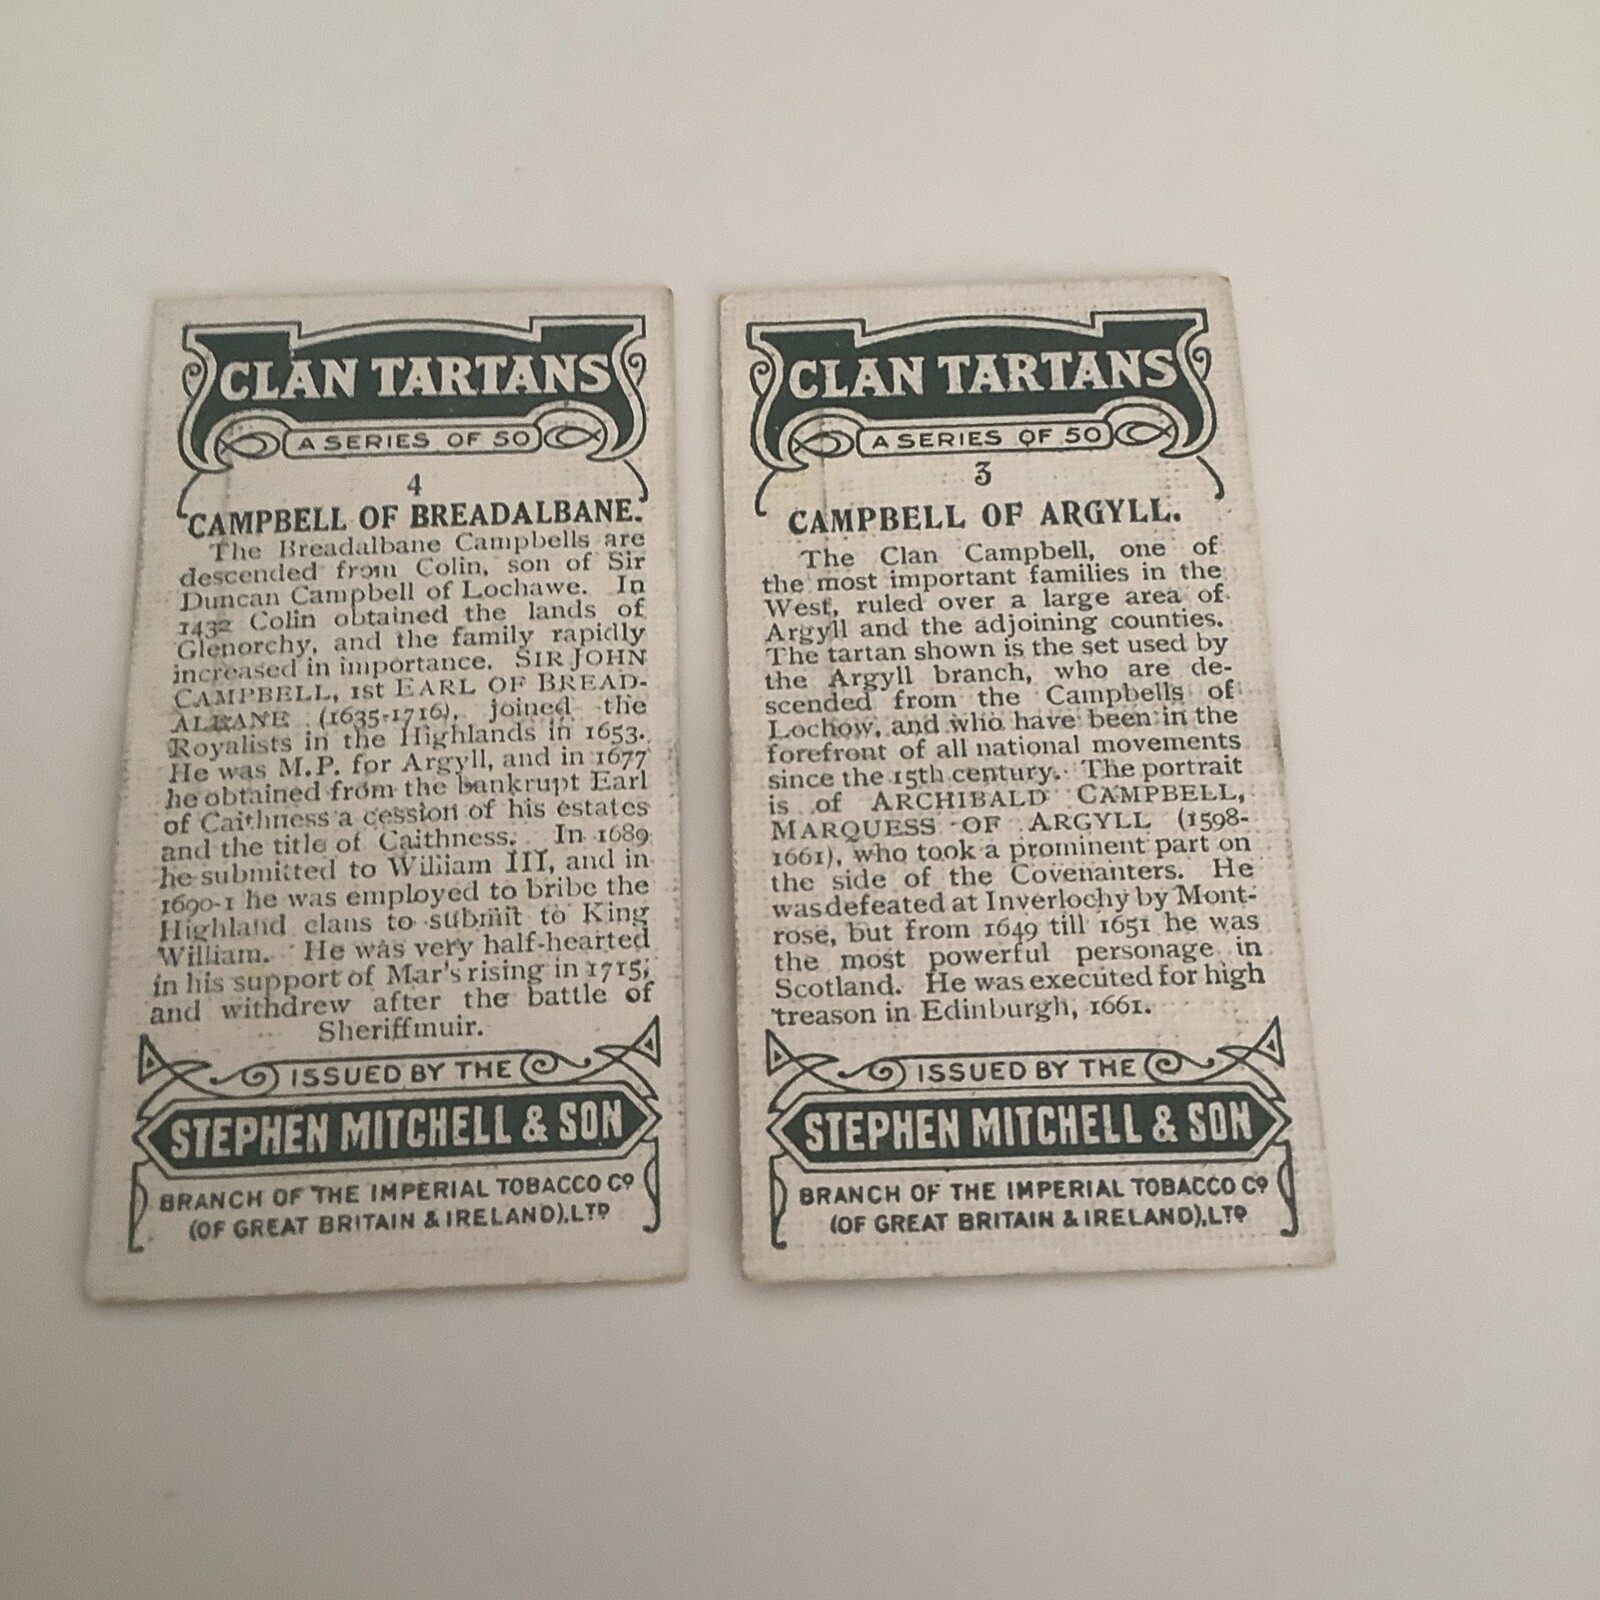 CLAN TARTANS
A SERIES OF 50
4
CAMPBELL OF BREADALBANE.
The Breadalbane Campbells are
descended from Colin, son of Sir
Duncan Campbell of Lochawe. In
1432 Colin obtained the lands of
Glenorchy, and the family rapidly
increased in importance. SIR JOHN
CAMPBELL, 1st EARL OF BREAD-
ALBANE (1635-1716), joined the
Royalists in the Highlands in 1653.
He was M.P. for Argyll, and in 1677
he obtained from the bankrupt Earl
of Caithness a cession of his estates
and the title of Caithness. In 1689
he submitted to William III, and in
1690-1 he was employed to bribe the
Highland clans to submit to King
William. He was very half-hearted
in his support of Mar's rising in 1715,
and withdrew after the battle of
Sheriffmuir.
ISSUED BY THE
STEPHEN MITCHELL & SON
BRANCH OF THE IMPERIAL TOBACCO CO
(OF GREAT BRITAIN & IRELAND), LTD
CLAN TARTANS
A SERIES OF 50
3
CAMPBELL OF ARGYLL.
The Clan Campbell, one of
the most important families in the
West, ruled over a large area of
Argyll and the adjoining counties.
The tartan shown is the set used by
the Argyll branch, who are de-
scended from the Campbells of
Lochow, and who have been in the
forefront of all national movements
since the 15th century. The portrait
is of ARCHIBALD CAMPBELL,
MARQUESS OF ARGYLL (1598-
1661), who took a prominent part on
the side of the Covenanters. He
was defeated at Inverlochy by Mont-
rose, but from 1649 till 1651 he was
the most powerful personage in
Scotland. He was executed for high
treason in Edinburgh, 1661.
ISSUED BY THE
STEPHEN MITCHELL & SON
BRANCH OF THE IMPERIAL TOBACCO CO
(OF GREAT BRITAIN & IRELAND), LTD